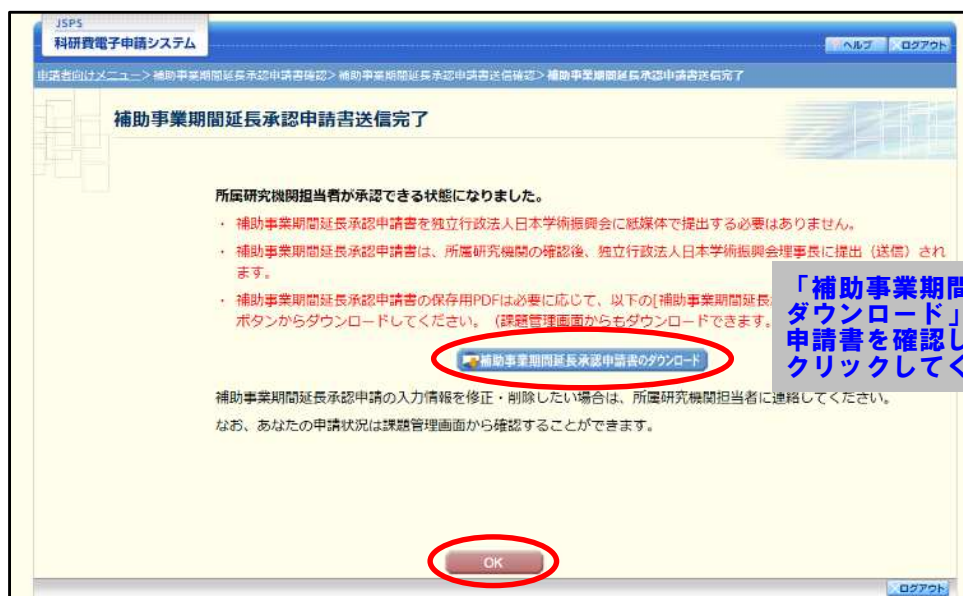 JSPS
科研費電子申請システム
ヘルプ
ログアウト
申請者向けメニュー＞補助事業期間延長承認申請書確認＞補助事業期間延長承認申請書送信確認＞補助事業期間延長承認申請書送信完了
補助事業期間延長承認申請書送信完了
所属研究機関担当者が承認できる状態になりました。
・ 補助事業期間延長承認申請書を独立行政法人日本学術振興会に紙媒体で提出する必要はありません。
・ 補助事業期間延長承認申請書は、所属研究機関の確認後、独立行政法人日本学術振興会理事長に提出（送信）され
ます。
・ 補助事業期間延長承認申請書の保存用PDFは必要に応じて、以下の[補助事業期間延長
ボタンからダウンロードしてください。（課題管理画面からもダウンロードできます。
「補助事業期間
ダウンロード」
申請書を確認し
クリックしてく
補助事業期間延長承認申請書のダウンロード
補助事業期間延長承認申請の入力情報を修正・削除したい場合は、所属研究機関担当者に連絡してください。
なお、あなたの申請状況は課題管理画面から確認することができます。
OK
ログアウト